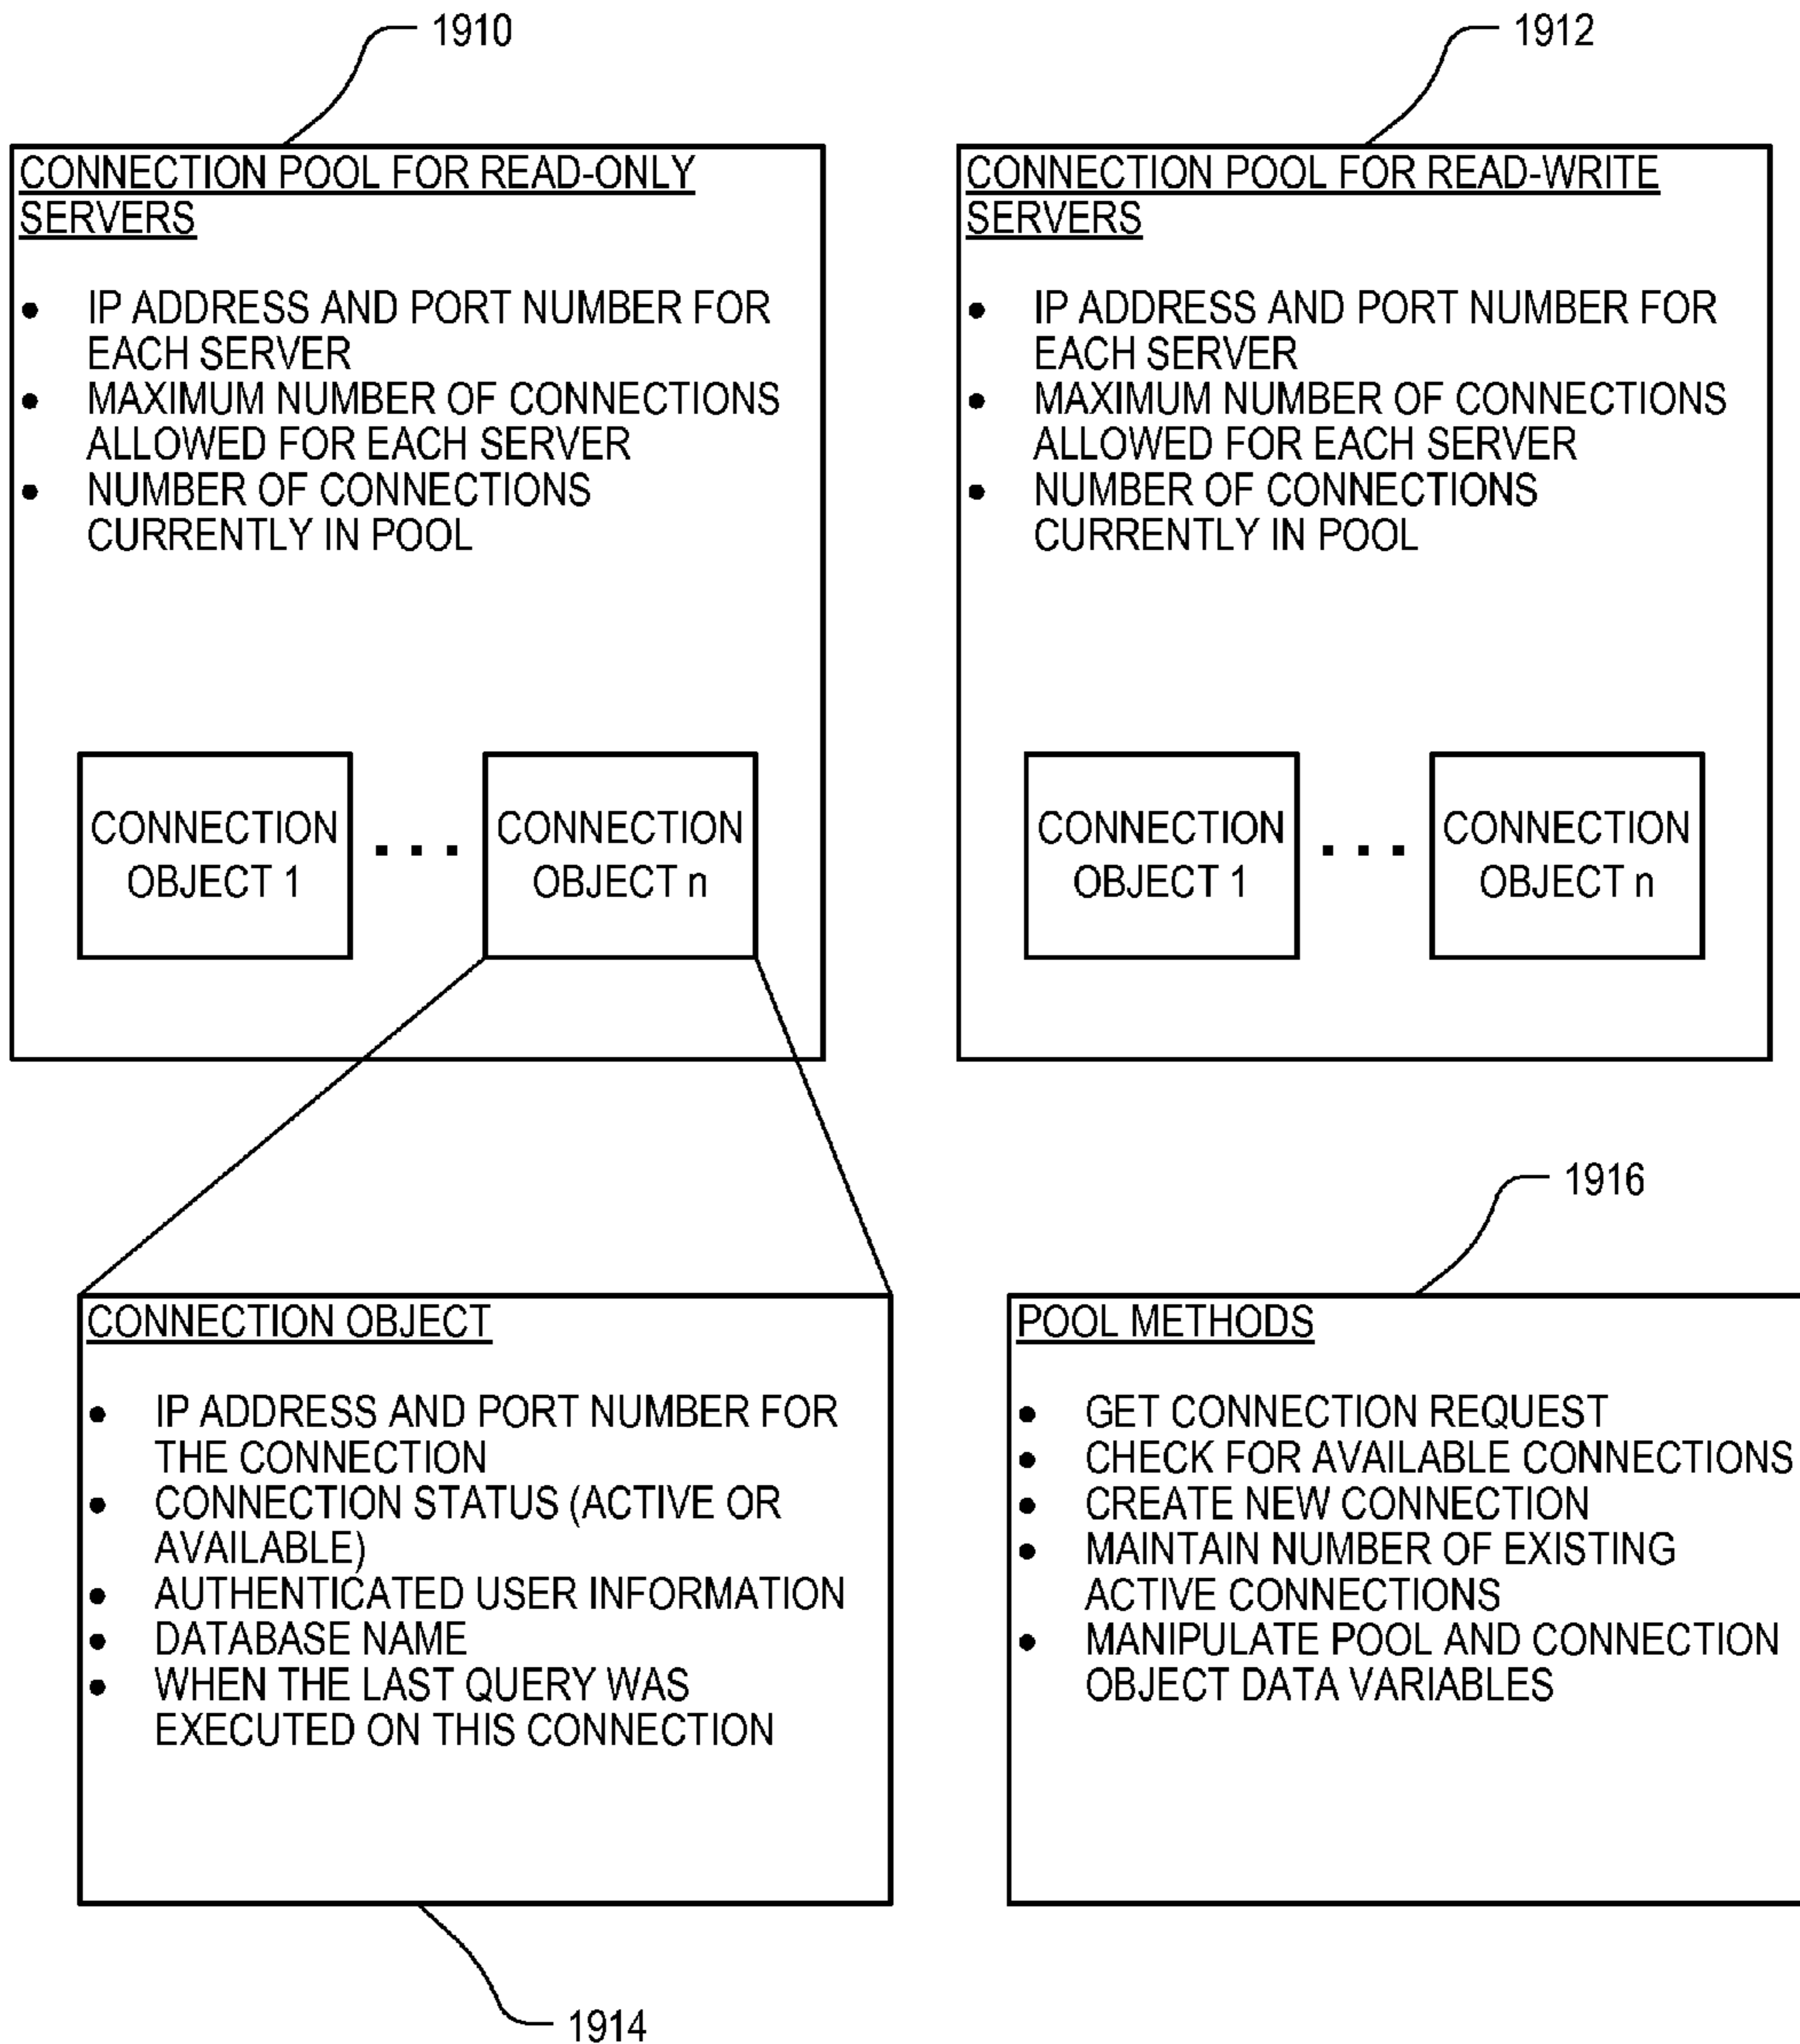 1910
CONNECTION POOL FOR READ-ONLY
SERVERS
• IP ADDRESS AND PORT NUMBER FOR
EACH SERVER
• MAXIMUM NUMBER OF CONNECTIONS
ALLOWED FOR EACH SERVER
• NUMBER OF CONNECTIONS
CURRENTLY IN POOL
CONNECTION
OBJECT 1
. . .
CONNECTION
OBJECT n
1912
CONNECTION POOL FOR READ-WRITE
SERVERS
• IP ADDRESS AND PORT NUMBER FOR
EACH SERVER
• MAXIMUM NUMBER OF CONNECTIONS
ALLOWED FOR EACH SERVER
• NUMBER OF CONNECTIONS
CURRENTLY IN POOL
CONNECTION
OBJECT 1
. . .
CONNECTION
OBJECT n
CONNECTION OBJECT
• IP ADDRESS AND PORT NUMBER FOR
THE CONNECTION
• CONNECTION STATUS (ACTIVE OR
AVAILABLE)
• AUTHENTICATED USER INFORMATION
• DATABASE NAME
• WHEN THE LAST QUERY WAS
EXECUTED ON THIS CONNECTION
1914
1916
POOL METHODS
• GET CONNECTION REQUEST
• CHECK FOR AVAILABLE CONNECTIONS
• CREATE NEW CONNECTION
• MAINTAIN NUMBER OF EXISTING
ACTIVE CONNECTIONS
• MANIPULATE POOL AND CONNECTION
OBJECT DATA VARIABLES